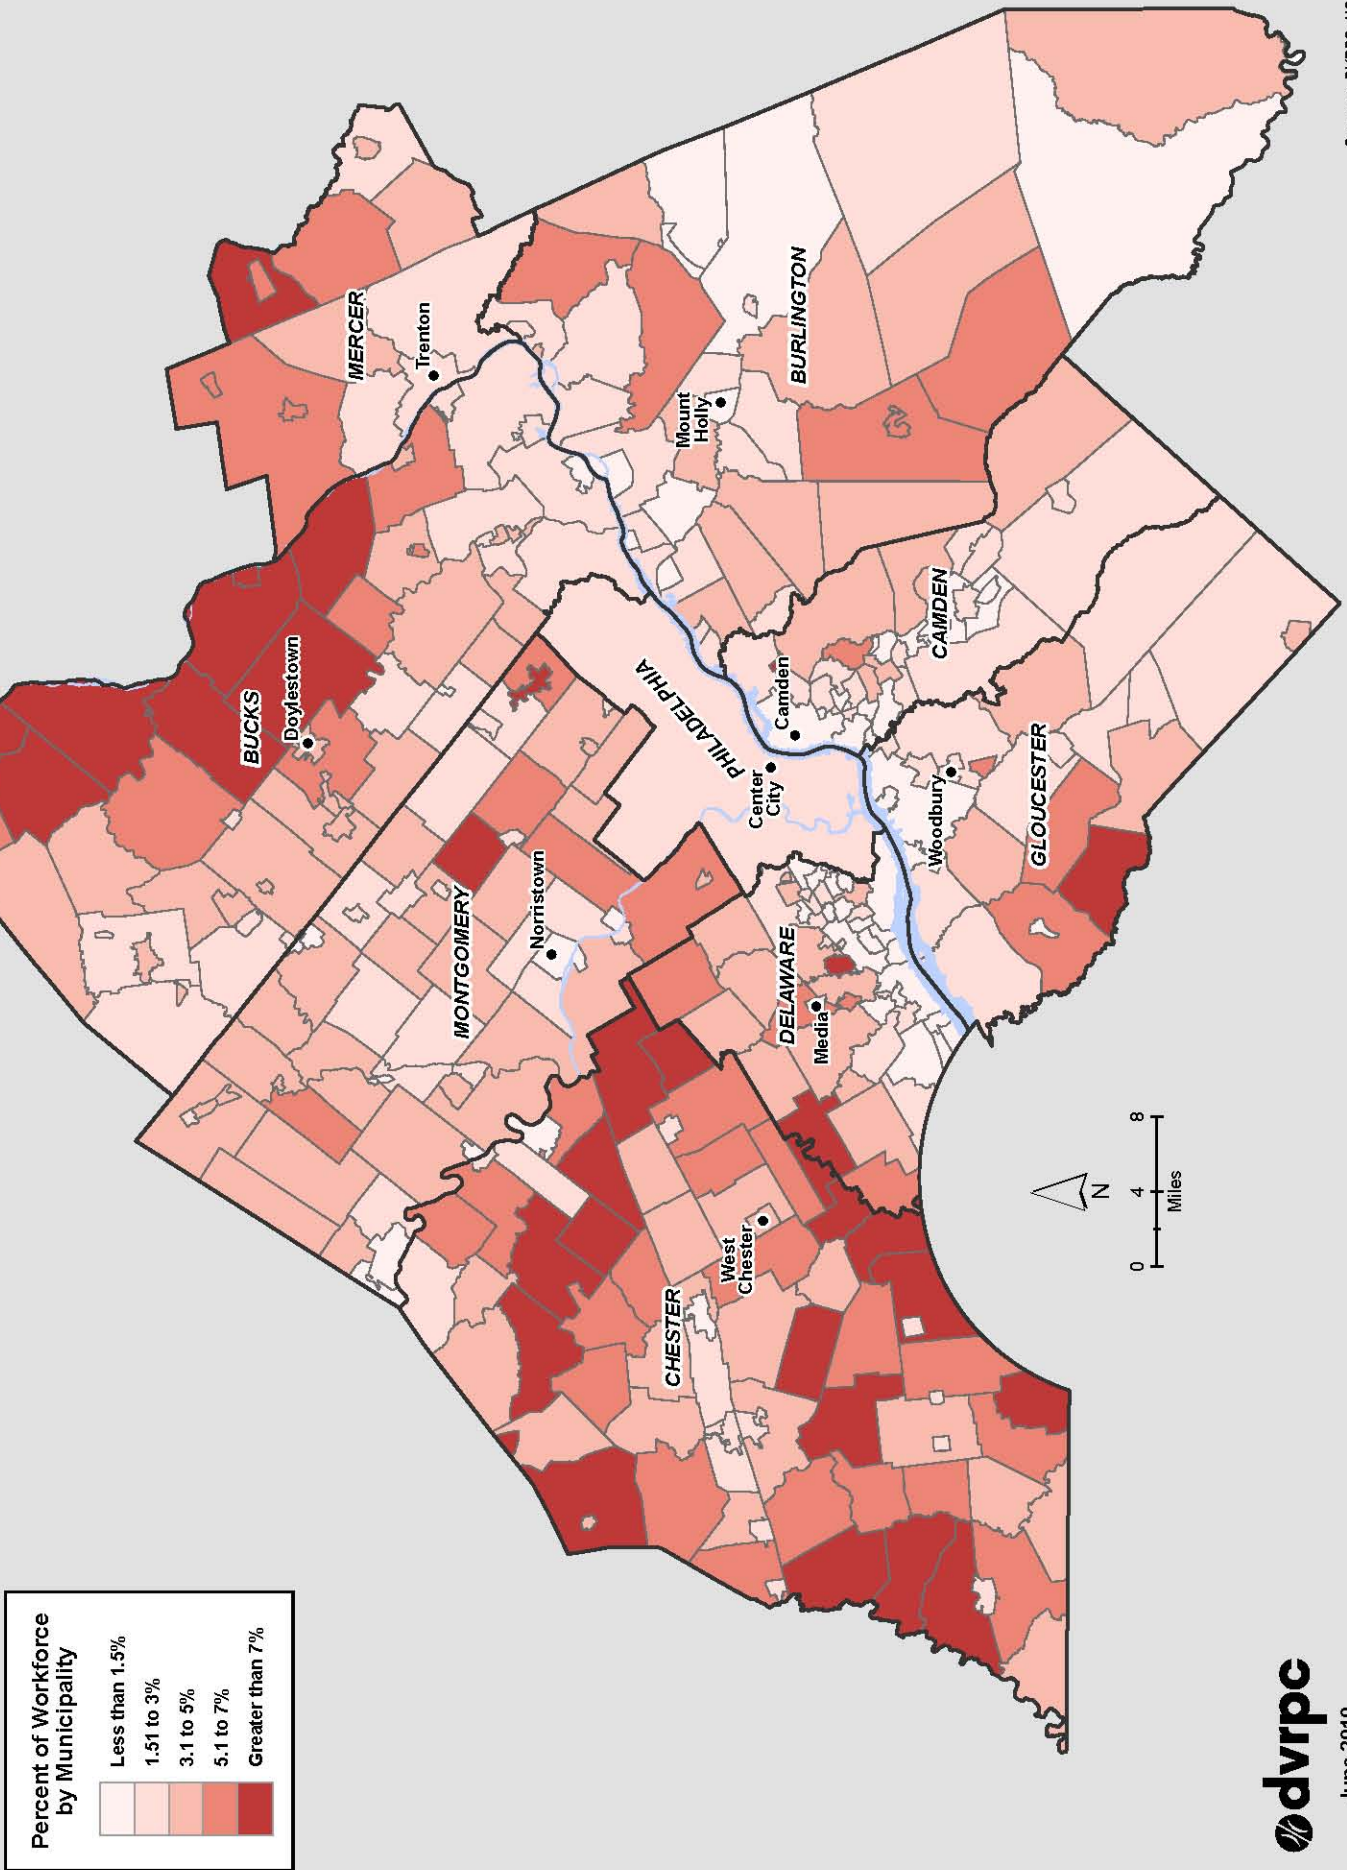 Percent of Workforce
by Municipality
Less than 1.5%
1.51 to 3%
3.1 to 5%
5.1 to 7%
Greater than 7%
BUCKS
Doylestown
MERCER
Trenton
MONTGOMERY
Norristown
PHILADELPHIA
Center
City
Camden
Mount
Holly
BURLINGTON
CHESTER
West
Chester
DELAWARE
Media
Woodbury
CAMDEN
GLOUCESTER
N
0 4 8
Miles
dvrpc